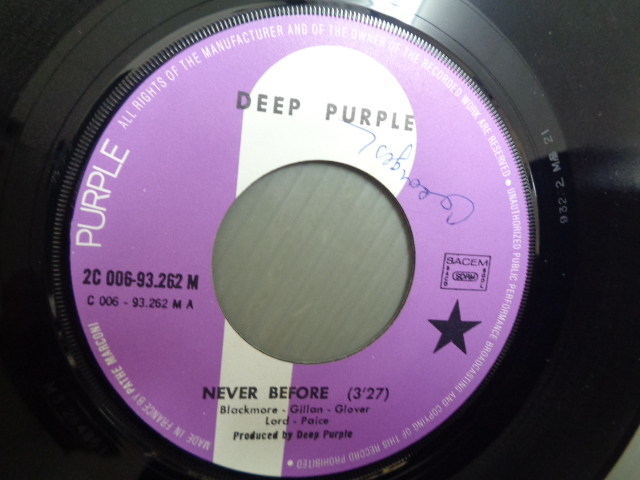 ALL RIGHTS OF THE MANUFACTURER AND OF THE OWNER OF THE RECORDED WORK ARE RESERVED • UNAUTHORIZED PUBLIC PERFORMANCE BROADCASTING AND COPYING OF THIS RECORD PROHIBITED •
DEEP PURPLE
PURPLE
2C 006-93.262 M
C 006 - 93.262 M A
SACEM
SDRM
NEVER BEFORE (3'27)
Blackmore - Gillan - Glover
Lord - Paice
Produced by Deep Purple
MADE IN FRANCE BY PATHE MARCONI
21